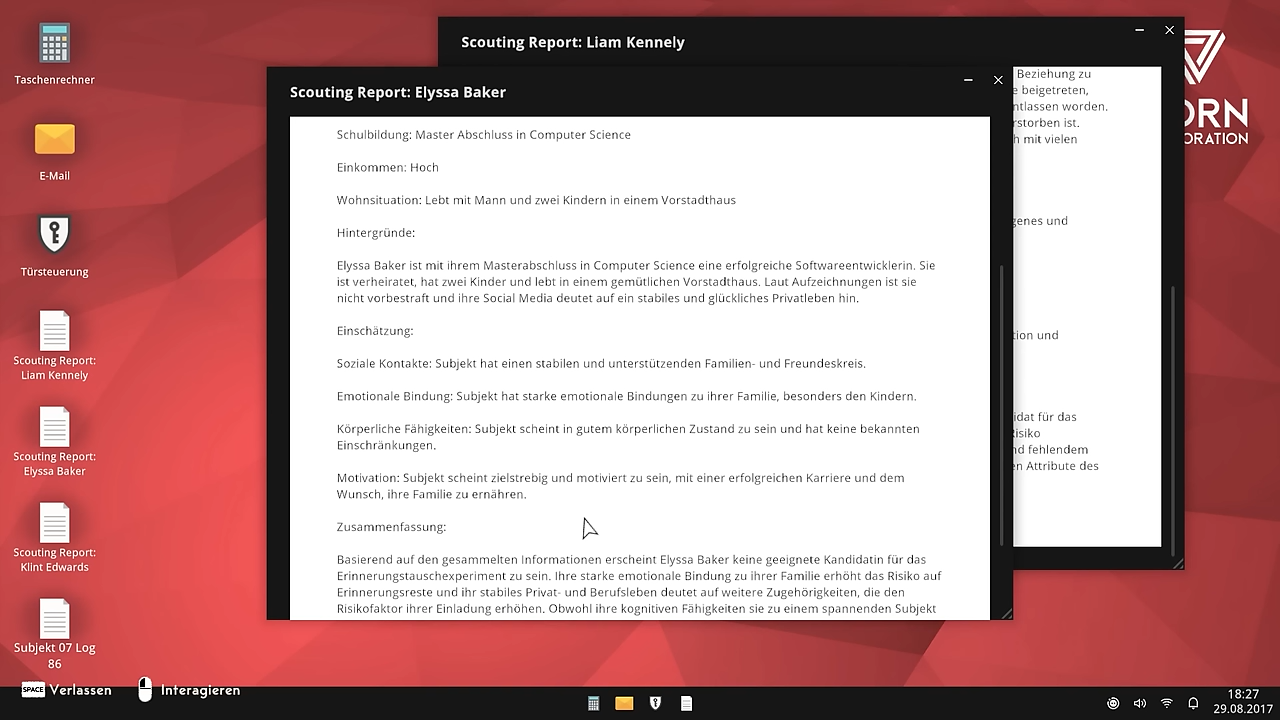 Taschenrechner
E-Mail
Türsteuerung
Scouting Report:
Liam Kennely
Scouting Report:
Elyssa Baker
Scouting Report:
Klint Edwards
Subjekt 07 Log
86
SPACE Verlassen
Interagieren
Scouting Report: Liam Kennely
Beziehung zu
beigetreten,
worden.
ist.
mit vielen
und
und
für das
fehlendem
Attribute des
Scouting Report: Elyssa Baker
Schulbildung: Master Abschluss in Computer Science
Einkommen: Hoch
Wohnsituation: Lebt mit Mann und zwei Kindern in einem Vorstadthaus
Hintergründe:
Elyssa Baker ist mit ihrem Masterabschluss in Computer Science eine erfolgreiche Softwareentwicklerin. Sie
ist verheiratet, hat zwei Kinder und lebt in einem gemütlichen Vorstadthaus. Laut Aufzeichnungen ist sie
nicht vorbestraft und ihre Social Media deutet auf ein stabiles und glückliches Privatleben hin.
Einschätzung:
Soziale Kontakte: Subjekt hat einen stabilen und unterstützenden Familien- und Freundeskreis.
Emotionale Bindung: Subjekt hat starke emotionale Bindungen zu ihrer Familie, besonders den Kindern.
Körperliche Fähigkeiten: Subjekt scheint in gutem körperlichen Zustand zu sein und hat keine bekannten
Einschränkungen.
Motivation: Subjekt scheint zielstrebig und motiviert zu sein, mit einer erfolgreichen Karriere und dem
Wunsch, ihre Familie zu ernähren.
Zusammenfassung:
Basierend auf den gesammelten Informationen erscheint Elyssa Baker keine geeignete Kandidatin für das
Erinnerungstauschexperiment zu sein. Ihre starke emotionale Bindung zu ihrer Familie erhöht das Risiko auf
Erinnerungsreste und ihr stabiles Privat- und Berufsleben deutet auf weitere Zugehörigkeiten, die den
Risikofaktor ihrer Einladung erhöhen. Obwohl ihre kognitiven Fähigkeiten sie zu einem spannenden Subjekt
18:27
29.08.2017